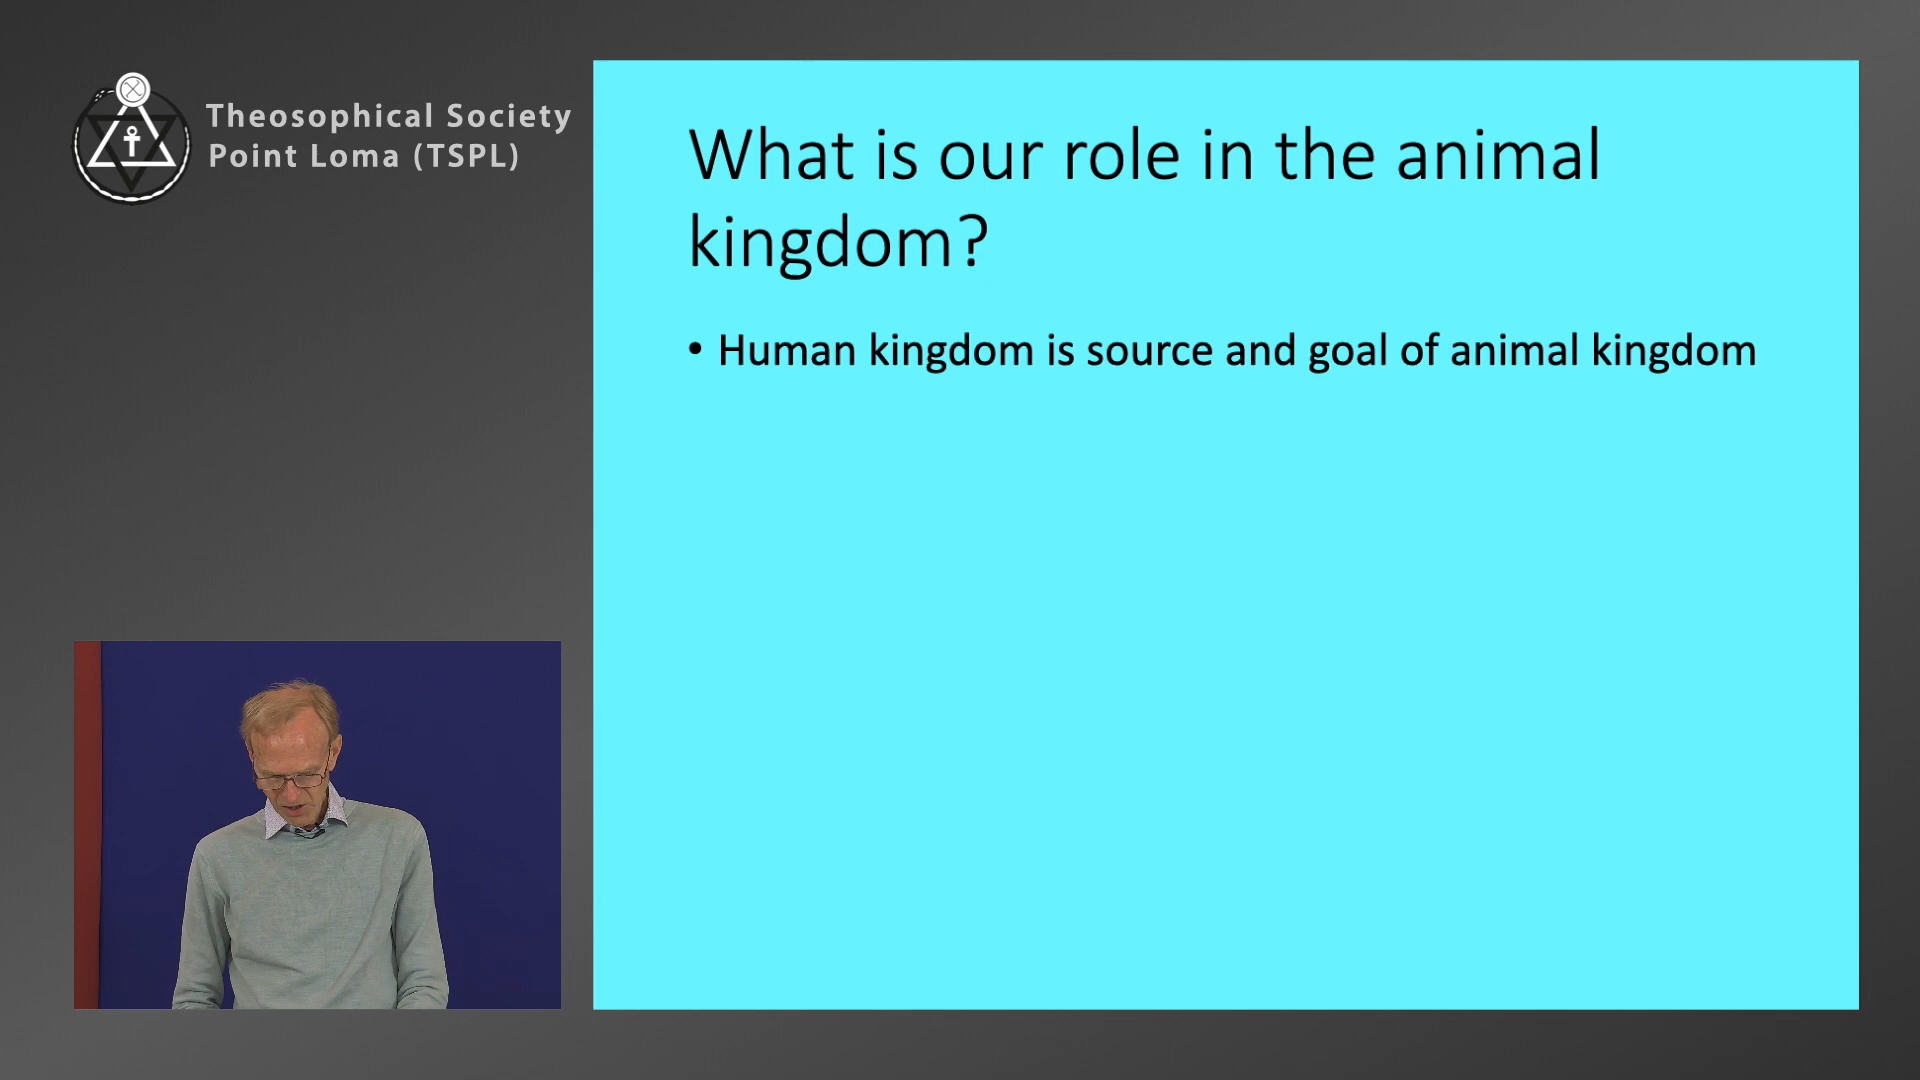 Theosophical Society
Point Loma (TSPL)
What is our role in the animal
kingdom?
• Human kingdom is source and goal of animal kingdom